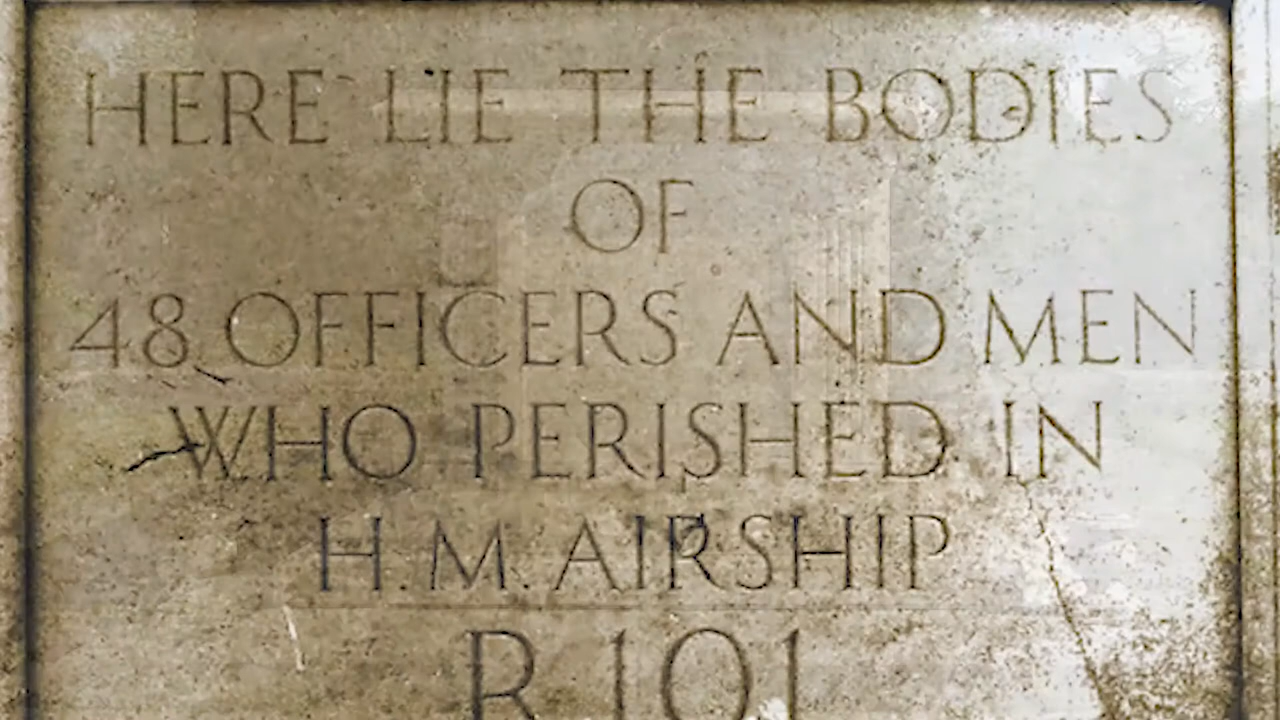 HERE LIE THE BODIES
OF
48 OFFICERS AND MEN
WHO PERISHED IN
H.M. AIRSHIP
R 101